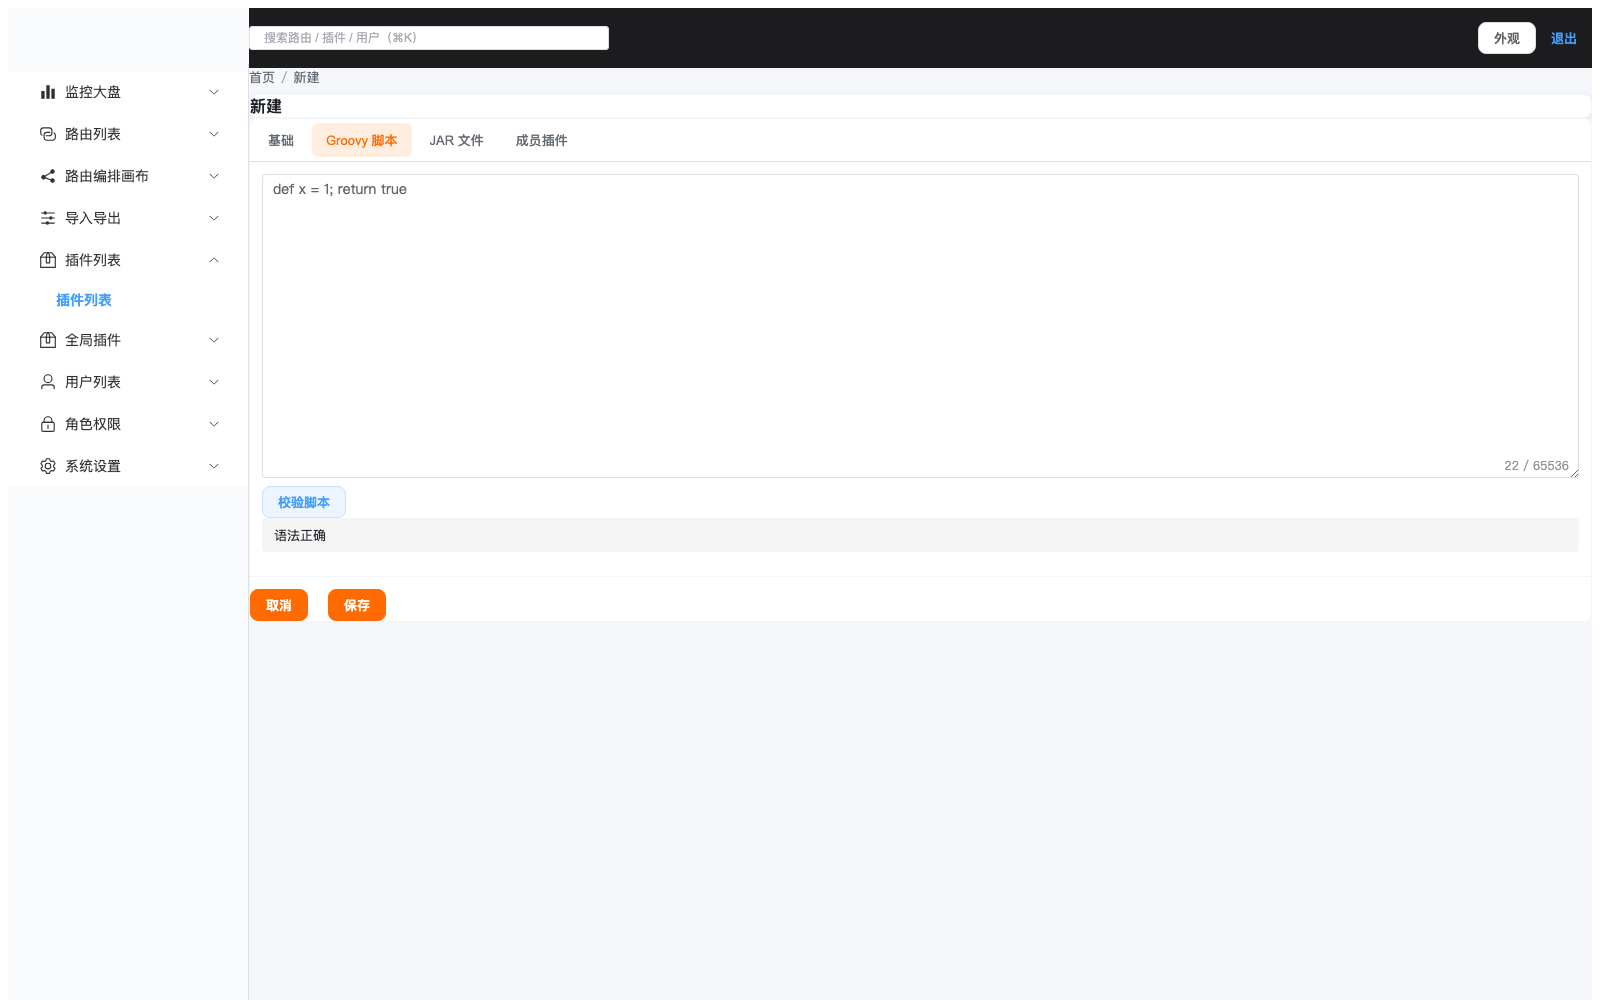 搜索路由 / 插件 / 用户（⌘K）
外观
退出
监控大盘
路由列表
路由编排画布
导入导出
插件列表
插件列表
全局插件
用户列表
角色权限
系统设置
首页 / 新建
新建
基础
Groovy 脚本
JAR 文件
成员插件
def x = 1; return true
22 / 65536
校验脚本
语法正确
取消
保存